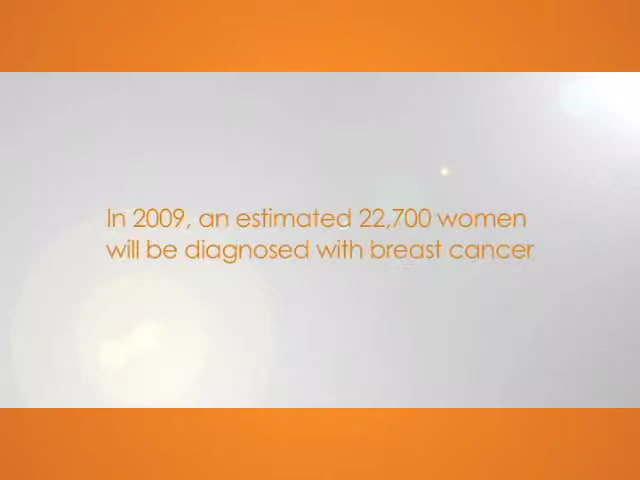 In 2009, an estimated 22,700 women
will be diagnosed with breast cancer